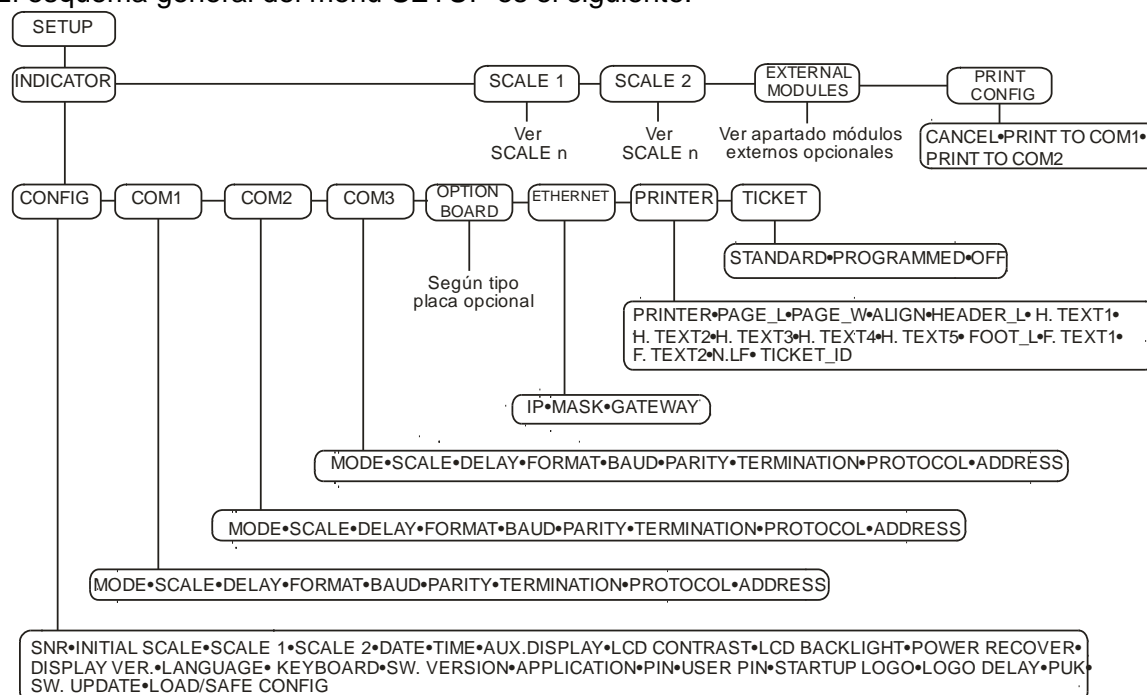 El esquema general del menú SETUP es el siguiente:
SETUP
INDICATOR
SCALE 1
SCALE 2
EXTERNAL
MODULES
PRINT
CONFIG
Ver
SCALE n
Ver
SCALE n
Ver apartado módulos
externos opcionales
CANCEL•PRINT TO COM1•
PRINT TO COM2
CONFIG
COM1
COM2
COM3
OPTION
BOARD
ETHERNET
PRINTER
TICKET
STANDARD•PROGRAMMED•OFF
Según tipo
placa opcional
PRINTER•PAGE_L•PAGE_W•ALIGN•HEADER_L• H. TEXT1•
H. TEXT2•H. TEXT3•H. TEXT4•H. TEXT5• FOOT_L•F. TEXT1•
F. TEXT2•N.LF• TICKET_ID
IP•MASK•GATEWAY
MODE•SCALE•DELAY•FORMAT•BAUD•PARITY•TERMINATION•PROTOCOL•ADDRESS
MODE•SCALE•DELAY•FORMAT•BAUD•PARITY•TERMINATION•PROTOCOL•ADDRESS
MODE•SCALE•DELAY•FORMAT•BAUD•PARITY•TERMINATION•PROTOCOL•ADDRESS
SNR•INITIAL SCALE•SCALE 1•SCALE 2•DATE•TIME•AUX.DISPLAY•LCD CONTRAST•LCD BACKLIGHT•POWER RECOVER•
DISPLAY VER.•LANGUAGE• KEYBOARD•SW. VERSION•APPLICATION•PIN•USER PIN•STARTUP LOGO•LOGO DELAY•PUK•
SW. UPDATE•LOAD/SAFE CONFIG